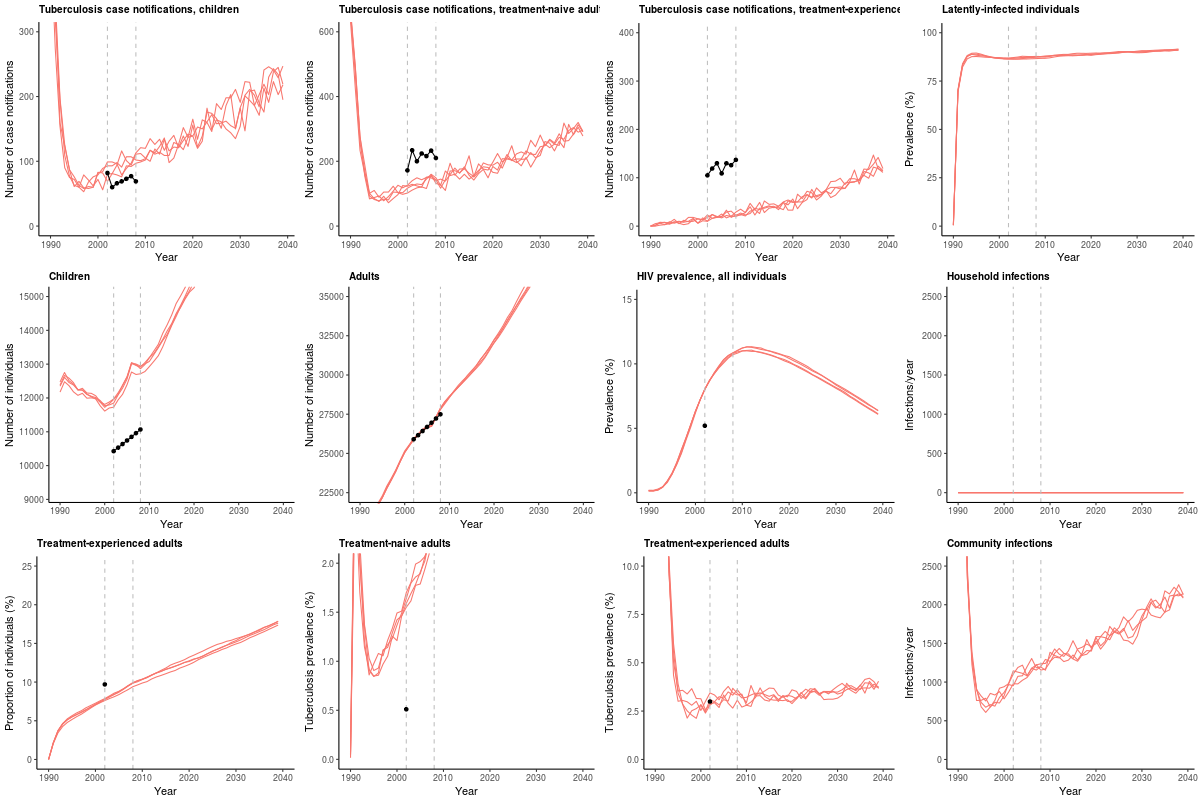 Tuberculosis case notifications, children
Number of case notifications
300
200
100
0
1990 2000 2010 2020 2030 2040
Year
Tuberculosis case notifications, treatment-naive adul
Number of case notifications
600
400
200
0
1990 2000 2010 2020 2030 2040
Year
Tuberculosis case notifications, treatment-experience
Number of case notifications
400
300
200
100
0
1990 2000 2010 2020 2030 2040
Year
Latently-infected individuals
Prevalence (%)
100
75
50
25
0
1990 2000 2010 2020 2030 2040
Year
Children
Number of individuals
15000
14000
13000
12000
11000
10000
9000
1990 2000 2010 2020 2030 2040
Year
Adults
Number of individuals
35000
32500
30000
27500
25000
22500
1990 2000 2010 2020 2030 2040
Year
HIV prevalence, all individuals
Prevalence (%)
15
10
5
0
1990 2000 2010 2020 2030 2040
Year
Household infections
Infections/year
2500
2000
1500
1000
500
0
1990 2000 2010 2020 2030 2040
Year
Treatment-experienced adults
Proportion of individuals (%)
25
20
15
10
5
0
1990 2000 2010 2020 2030 2040
Year
Treatment-naive adults
Tuberculosis prevalence (%)
2.0
1.5
1.0
0.5
0.0
1990 2000 2010 2020 2030 2040
Year
Treatment-experienced adults
Tuberculosis prevalence (%)
10.0
7.5
5.0
2.5
0.0
1990 2000 2010 2020 2030 2040
Year
Community infections
Infections/year
2500
2000
1500
1000
500
0
1990 2000 2010 2020 2030 2040
Year